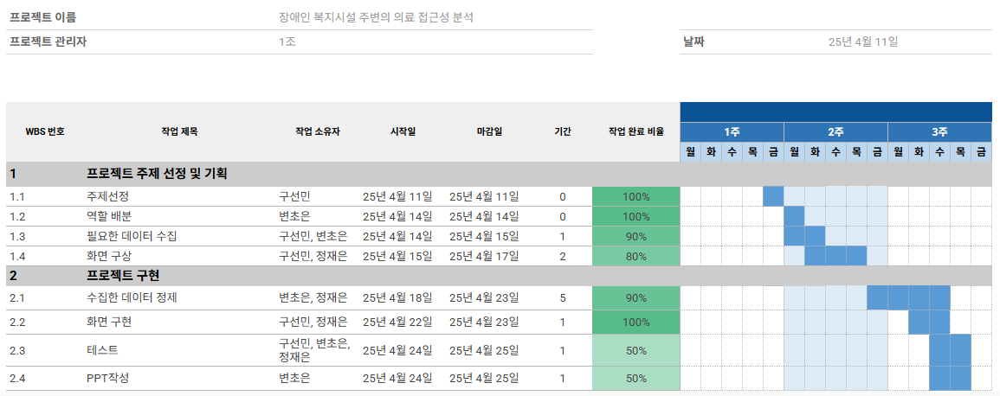 프로젝트 이름 장애인 복지시설 주변의 의료 접근성 분석
프로젝트 관리자 1조 날짜 25년 4월 11일
WBS 번호 작업 제목 작업 소유자 시작일 마감일 기간 작업 완료 비율 1주 2주 3주
월 화 수 목 금 월 화 수 목 금 월 화 수 목 금
1 프로젝트 주제 선정 및 기획
1.1 주제선정 구선민 25년 4월 11일 25년 4월 11일 0 100%
1.2 역할 배분 변초은 25년 4월 14일 25년 4월 14일 0 100%
1.3 필요한 데이터 수집 구선민, 변초은 25년 4월 14일 25년 4월 15일 1 90%
1.4 화면 구상 구선민, 정재은 25년 4월 15일 25년 4월 17일 2 80%
2 프로젝트 구현
2.1 수집한 데이터 정제 변초은, 정재은 25년 4월 18일 25년 4월 23일 5 90%
2.2 화면 구현 구선민, 정재은 25년 4월 22일 25년 4월 23일 1 100%
2.3 테스트 구선민, 변초은, 정재은 25년 4월 24일 25년 4월 25일 1 50%
2.4 PPT작성 변초은 25년 4월 24일 25년 4월 25일 1 50%